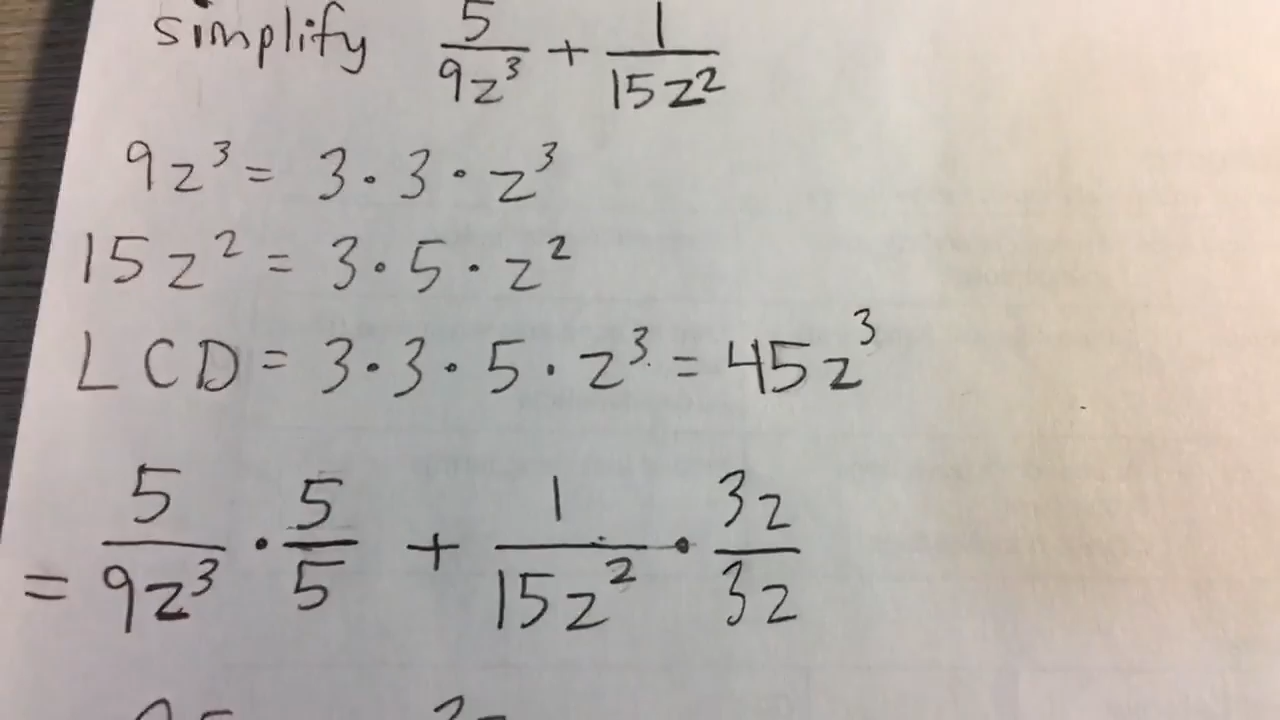 simplify 5/9z³ + 1/15z²
9z³ = 3·3·z³
15z² = 3·5·z²
LCD = 3·3·5·z³ = 45z³
= 5/9z³ · 5/5 + 1/15z² · 3z/3z